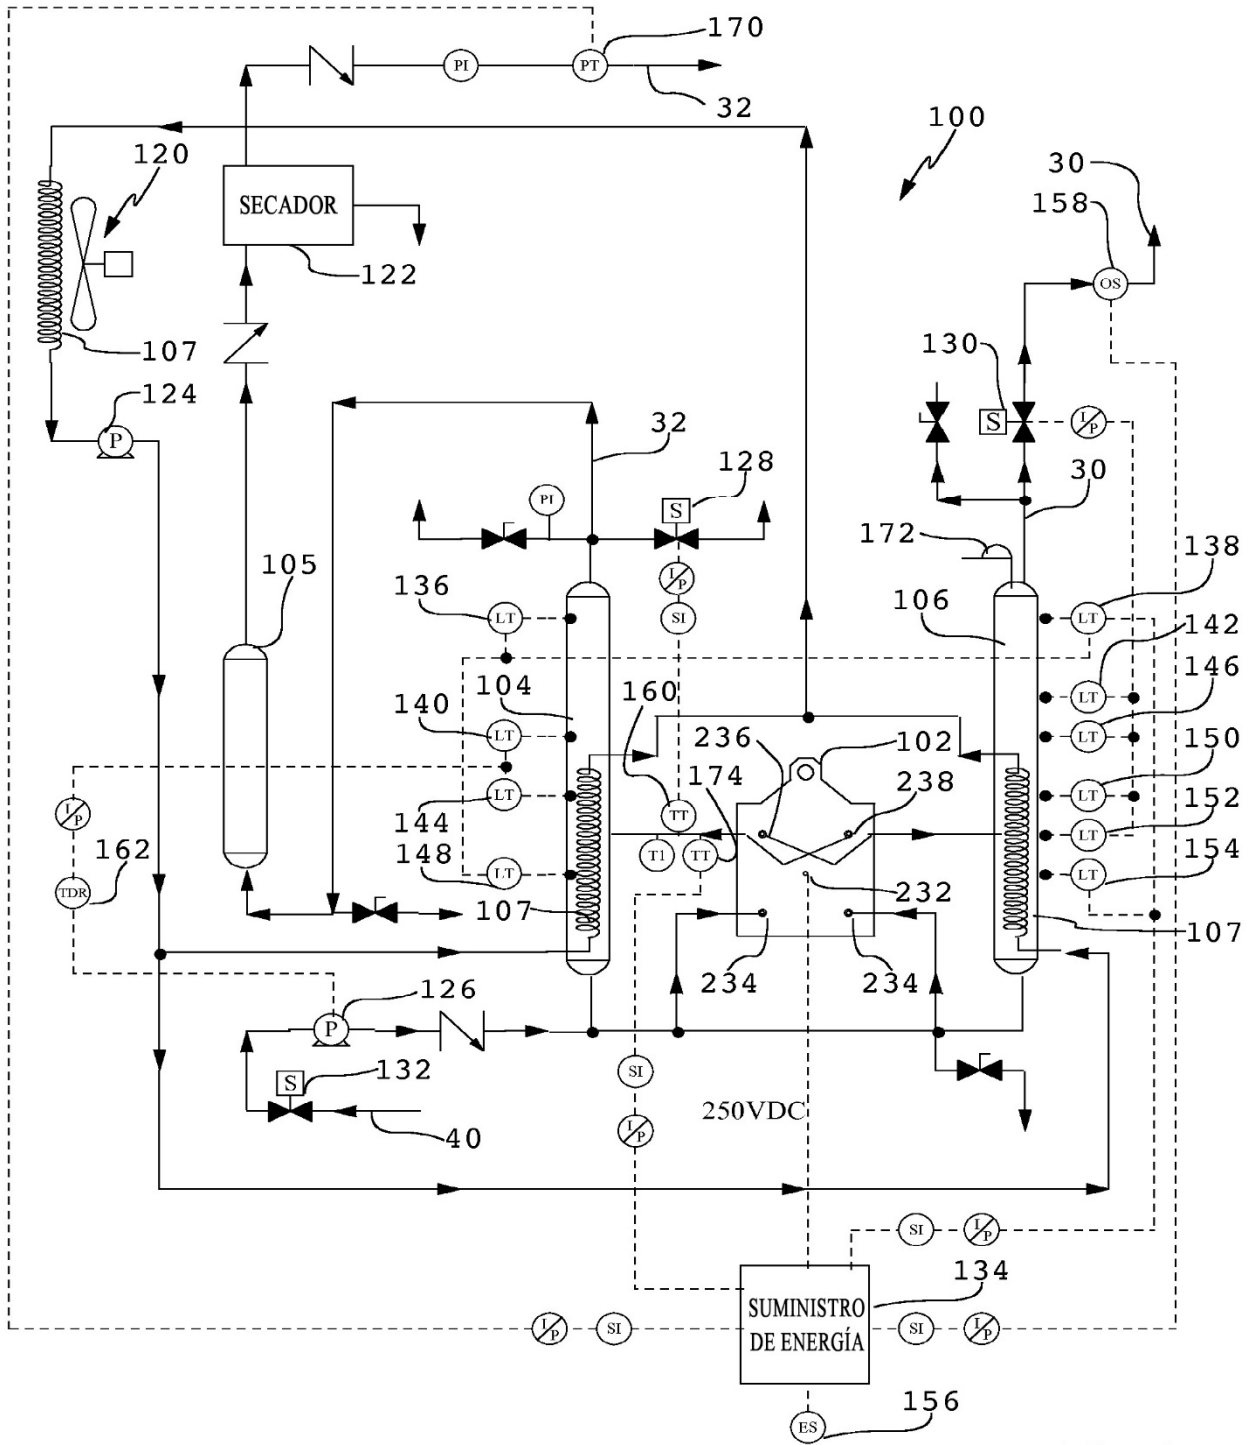 170
PI
PT
32
100
120
30
158
SECADOR
122
OS
107
130
124
S
I/P
P
32
128
30
PI
S
172
138
105
I/P
136
LT
SI
106
LT
142
104
160
LT
146
140
LT
236
102
LT
150
174
238
I/P
144
LT
TT
LT
152
162
148
TI
TT
LT
154
TDR
LT
232
LT
107
107
234
234
126
P
132
S
SI
250VDC
40
I/P
SI
I/P
134
SUMINISTRO
DE ENERGÍA
I/P
SI
SI
I/P
156
ES